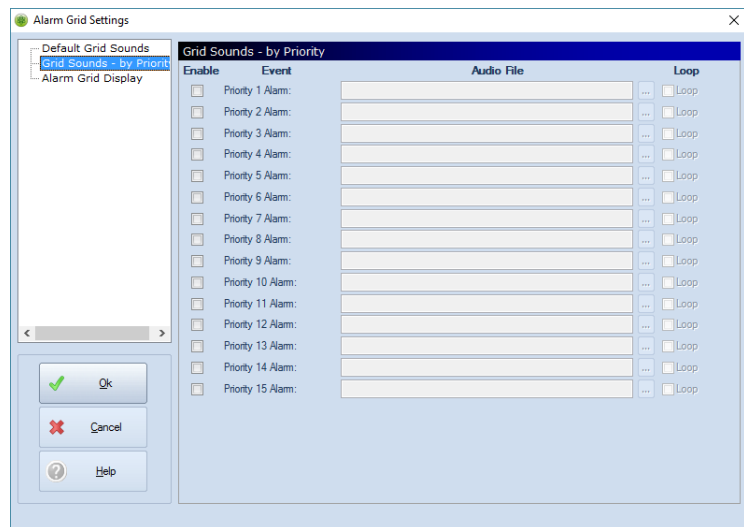 Alarm Grid Settings
Default Grid Sounds
Grid Sounds - by Priorit
Alarm Grid Display
Ok
Cancel
Help
Grid Sounds - by Priority
Enable Event Audio File Loop
Priority 1 Alarm: ... Loop
Priority 2 Alarm: ... Loop
Priority 3 Alarm: ... Loop
Priority 4 Alarm: ... Loop
Priority 5 Alarm: ... Loop
Priority 6 Alarm: ... Loop
Priority 7 Alarm: ... Loop
Priority 8 Alarm: ... Loop
Priority 9 Alarm: ... Loop
Priority 10 Alarm: ... Loop
Priority 11 Alarm: ... Loop
Priority 12 Alarm: ... Loop
Priority 13 Alarm: ... Loop
Priority 14 Alarm: ... Loop
Priority 15 Alarm: ... Loop